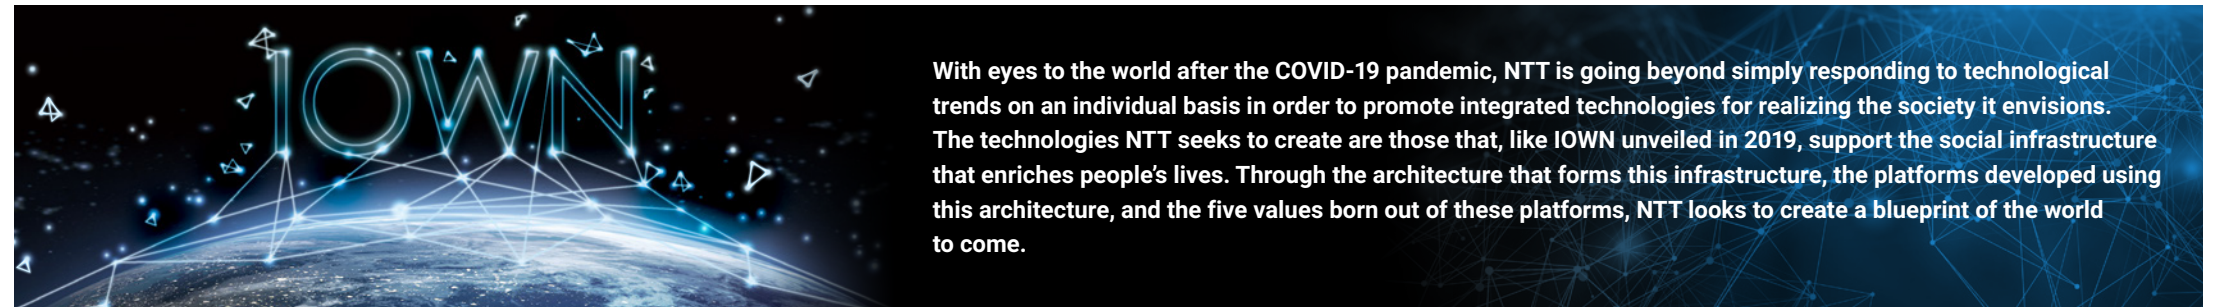 IOWN
With eyes to the world after the COVID-19 pandemic, NTT is going beyond simply responding to technological
trends on an individual basis in order to promote integrated technologies for realizing the society it envisions.
The technologies NTT seeks to create are those that, like IOWN unveiled in 2019, support the social infrastructure
that enriches people’s lives. Through the architecture that forms this infrastructure, the platforms developed using
this architecture, and the five values born out of these platforms, NTT looks to create a blueprint of the world
to come.